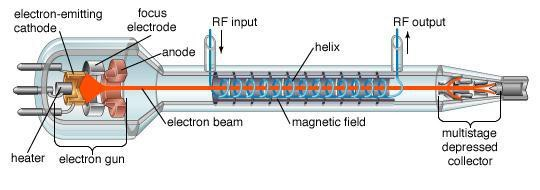 electron-emitting
cathode
focus
electrode
anode
RF input
helix
RF output
heater
electron gun
electron beam
magnetic field
multistage
depressed
collector